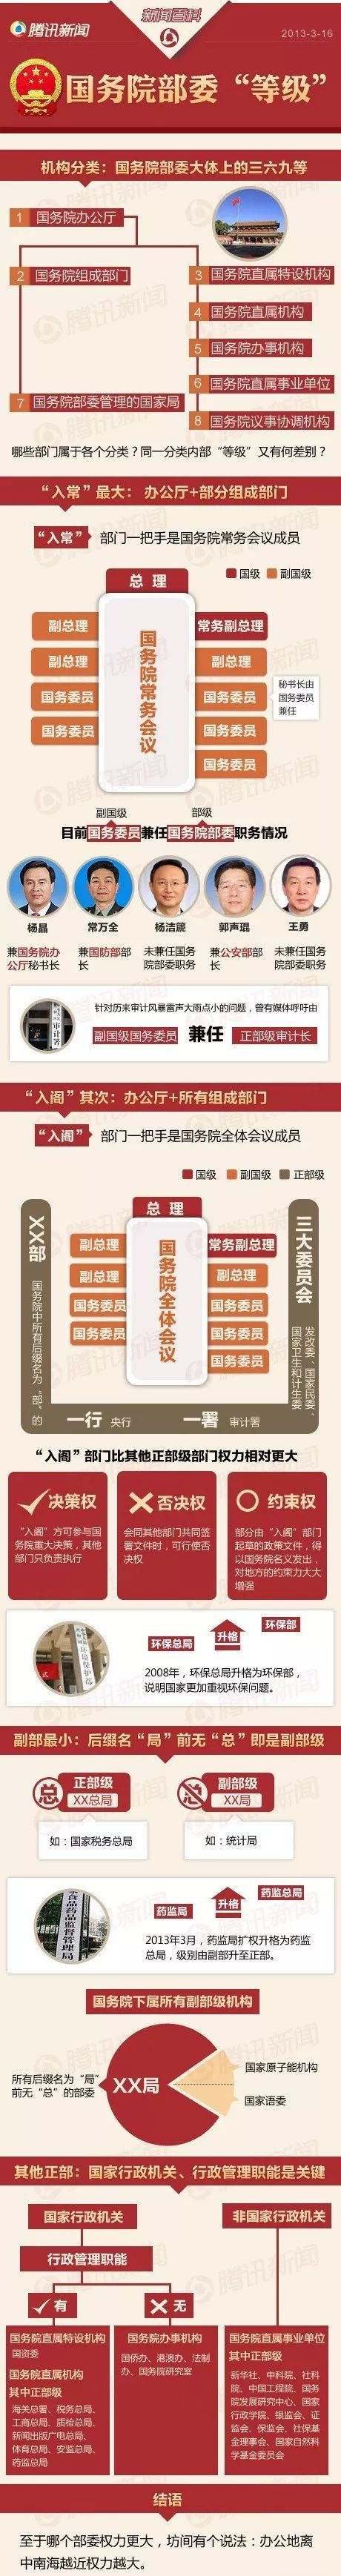 新闻百科
腾讯新闻
2013-3-16
国务院部委“等级”
机构分类：国务院部委大体上的三六九等
1 国务院办公厅
2 国务院组成部门
3 国务院直属特设机构
4 国务院直属机构
5 国务院办事机构
6 国务院直属事业单位
7 国务院部委管理的国家局
8 国务院议事协调机构
哪些部门属于各个分类？同一分类内部“等级”又有何差别？
“入常”最大： 办公厅+部分组成部门
“入常” 部门一把手是国务院常务会议成员
国级 副国级
总 理
国务院常务会议
副总理 常务副总理
副总理 副总理
国务委员 国务委员
国务委员 国务委员
国务委员
秘书长由
国务委员
兼任
副国级 部级
目前国务委员兼任国务院部委职务情况
杨晶 常万全 杨洁篪 郭声琨 王勇
兼国务院办
公厅秘书长
兼国防部部
长
未兼任国务
院部委职务
兼公安部部
长
未兼任国务
院部委职务
审计署
针对历来审计风暴雷声大雨点小的问题，曾有媒体呼吁由
副国级国务委员 兼任 正部级审计长
“入阁”其次：办公厅+所有组成部门
“入阁” 部门一把手是国务院全体会议成员
国级 副国级 正部级
总 理
国务院全体会议
副总理 常务副总理
副总理 副总理
国务委员 国务委员
国务委员 国务委员
国务委员
XX部
国务院中所有后缀名为“部”的
三大委员会
发改委、国家民委、
国家卫生和计生委
一行 央行
一署 审计署
“入阁”部门比其他正部级部门权力相对更大
决策权
“入阁”方可参与国
务院重大决策，其他
部门只负责执行
否决权
会同其他部门共同签
署文件时，可行使否
决权
约束权
部分由“入阁”部门
起草的政策文件，得
以国务院名义发出，
对地方的约束力大大
增强
环境保护部
环保总局 升格 环保部
2008年，环保总局升格为环保部，
说明国家更加重视环保问题。
副部最小：后缀名“局”前无“总”即是副部级
总 正部级
XX总局
如：国家税务总局
总 副部级
XX局
如：统计局
食品药品监督管理局
药监局 升格 药监总局
2013年3月，药监局扩权升格为药监
总局，级别由副部升至正部。
国务院下属所有副部级机构
所有后缀名为“局”
前无“总”的部委
XX局
国家原子能机构
国家语委
其他正部：国家行政机关、行政管理职能是关键
国家行政机关
非国家行政机关
行政管理职能
有 无
国务院直属特设机构
国资委
国务院直属机构
其中正部级
海关总署、税务总局、
工商总局、质检总局、
新闻出版广电总局、
体育总局、安监总局、
药监总局
国务院办事机构
国侨办、港澳办、法制
办、国务院研究室
国务院直属事业单位
其中正部级
新华社、中科院、社科
院、中国工程院、国务
院发展研究中心、国家
行政学院、银监会、证
监会、保监会、社保基
金理事会、国家自然科
学基金委员会
结语
至于哪个部委权力更大，坊间有个说法：办公地离
中南海越近权力越大。